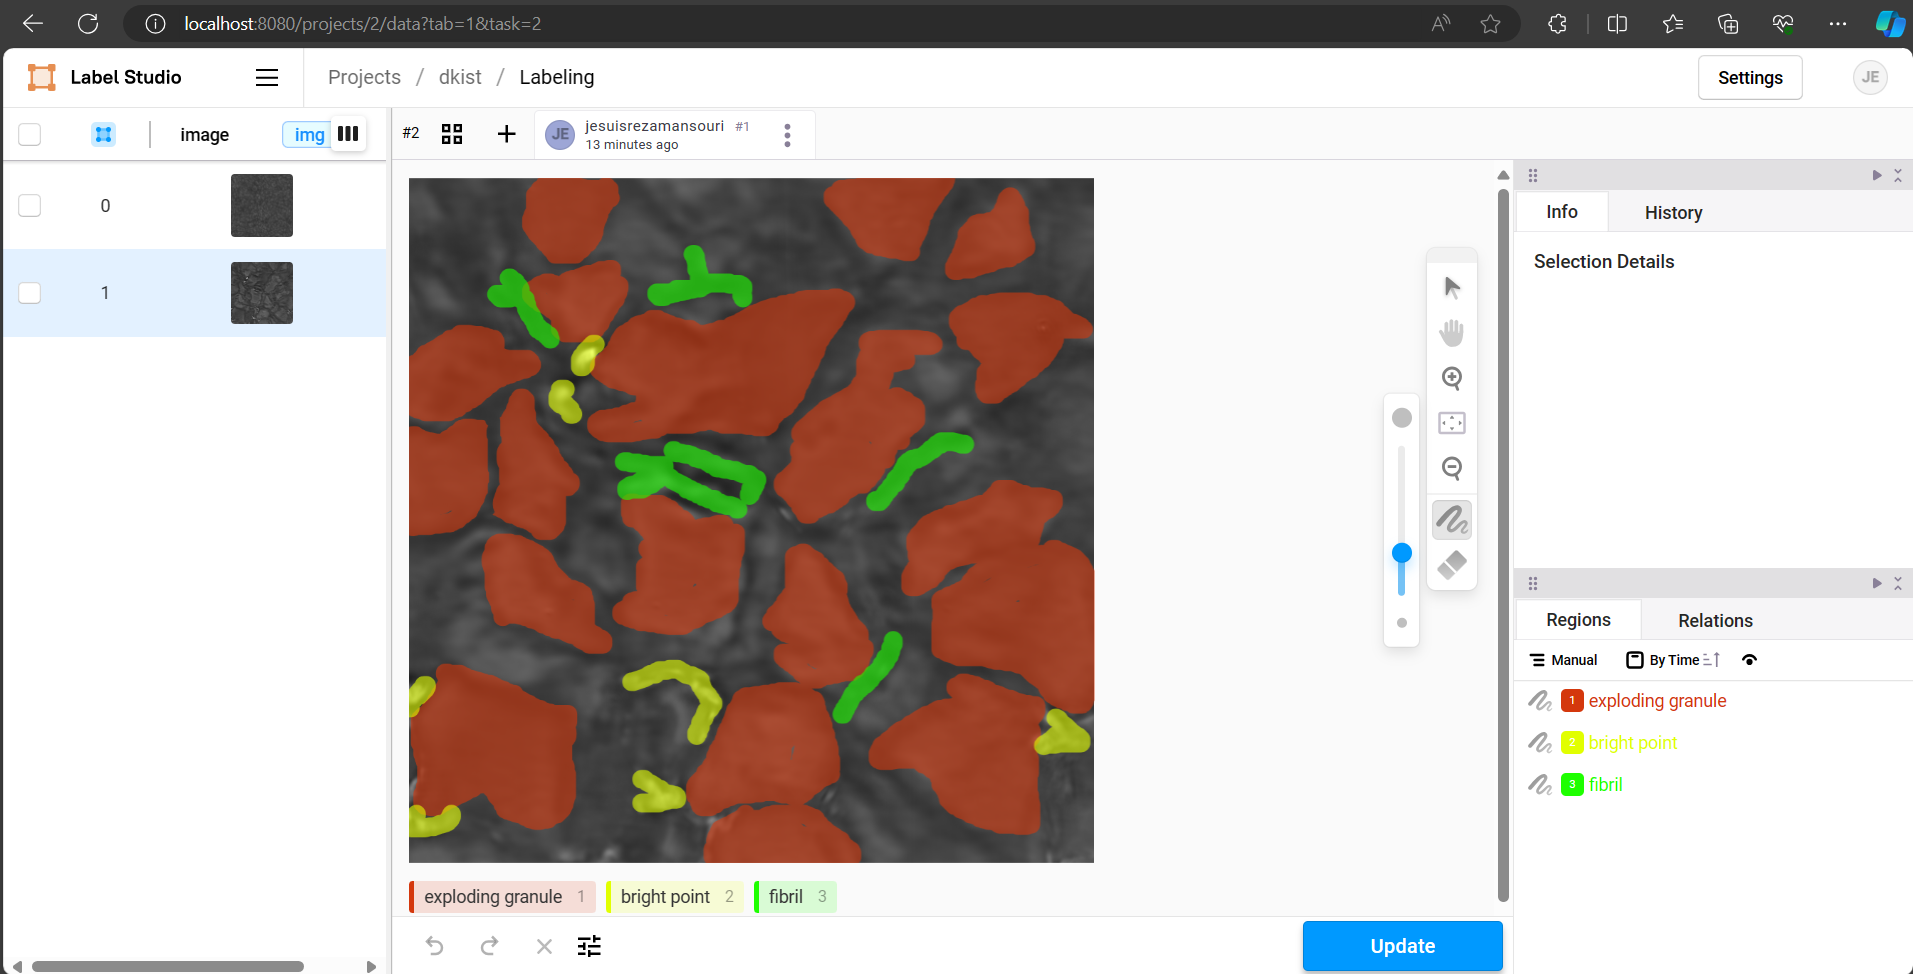 localhost:8080/projects/2/data?tab=1&task=2
Label Studio
Projects / dkist / Labeling
Settings
JE
image
img
#2
JE
jesuisrezamansouri #1
13 minutes ago
0
1
Info
History
Selection Details
Regions
Relations
Manual
By Time
1 exploding granule
2 bright point
3 fibril
exploding granule 1
bright point 2
fibril 3
Update